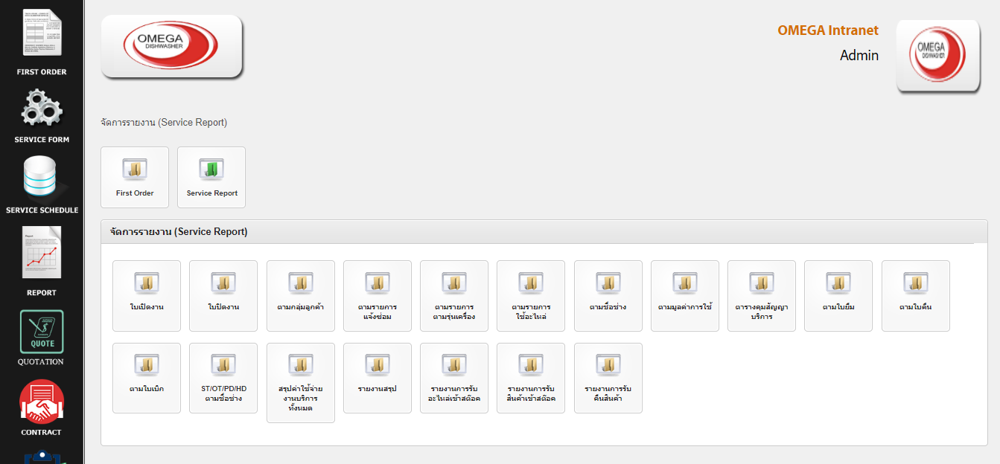 FIRST ORDER
SERVICE FORM
SERVICE SCHEDULE
Report
REPORT
QUOTE
QUOTATION
CONTRACT
OMEGA
DISHWASHER
OMEGA Intranet
Admin
OMEGA
DISHWASHER
จัดการรายงาน (Service Report)
First Order
Service Report
จัดการรายงาน (Service Report)
ใบเปิดงาน
ใบปิดงาน
ตามกลุ่มลูกค้า
ตามรายการ
แจ้งซ่อม
ตามรายการ
ตามรุ่นเครื่อง
ตามรายการ
ใช้อะไหล่
ตามชื่อช่าง
ตามมูลค่าการใช้
ตารางคุมสัญญา
บริการ
ตามใบยืม
ตามใบคืน
ตามใบเบิก
ST/OT/PD/HD
ตามชื่อช่าง
สรุปค่าใช้จ่าย
งานบริการ
ทั้งหมด
รายงานสรุป
รายงานการรับ
อะไหล่เข้าสต๊อค
รายงานการรับ
สินค้าเข้าสต๊อค
รายงานการรับ
คืนสินค้า